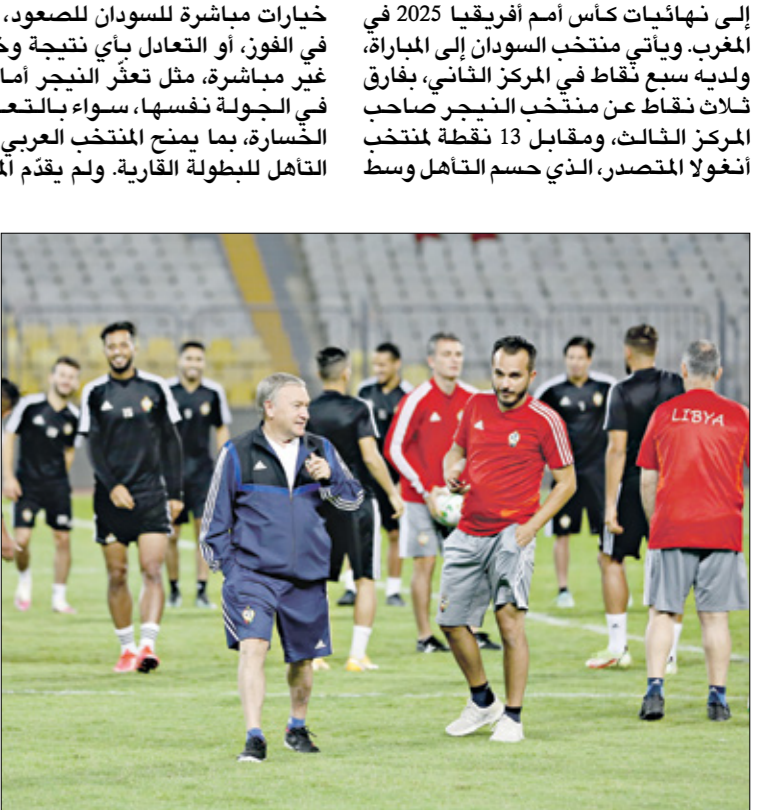 إلى نهائيات كأس أمم أفريقيا 2025 في
المغرب. ويأتي منتخب السودان إلى المباراة،
ولديه سبع نقاط في المركز الثاني، بفارق
ثلاث نقاط عن منتخب النيجر صاحب
المركز الثالث، ومقابل 13 نقطة لمنتخب
أنغولا المتصدر، الذي حسم التأهل وسط
خيارات مباشرة للسودان للصعود،
في الفوز، أو التعادل بأي نتيجة
غير مباشرة، مثل تعثّر النيجر
في الجولة نفسها، سواء
الخسارة، بما يمنح المنتخب العربي
التأهل للبطولة القارية. ولم يقدّم
LIBYA